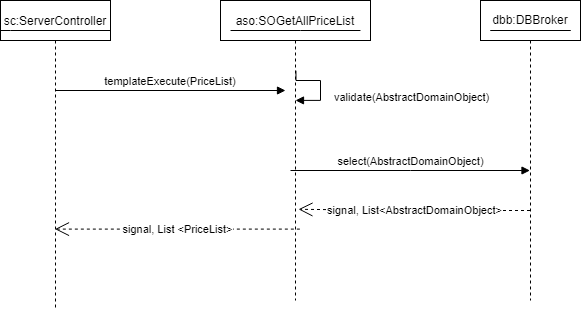 sc:ServerController
aso:SOGetAllPriceList
dbb:DBBroker
templateExecute(PriceList)
validate(AbstractDomainObject)
select(AbstractDomainObject)
signal, List<AbstractDomainObject>
signal, List <PriceList>